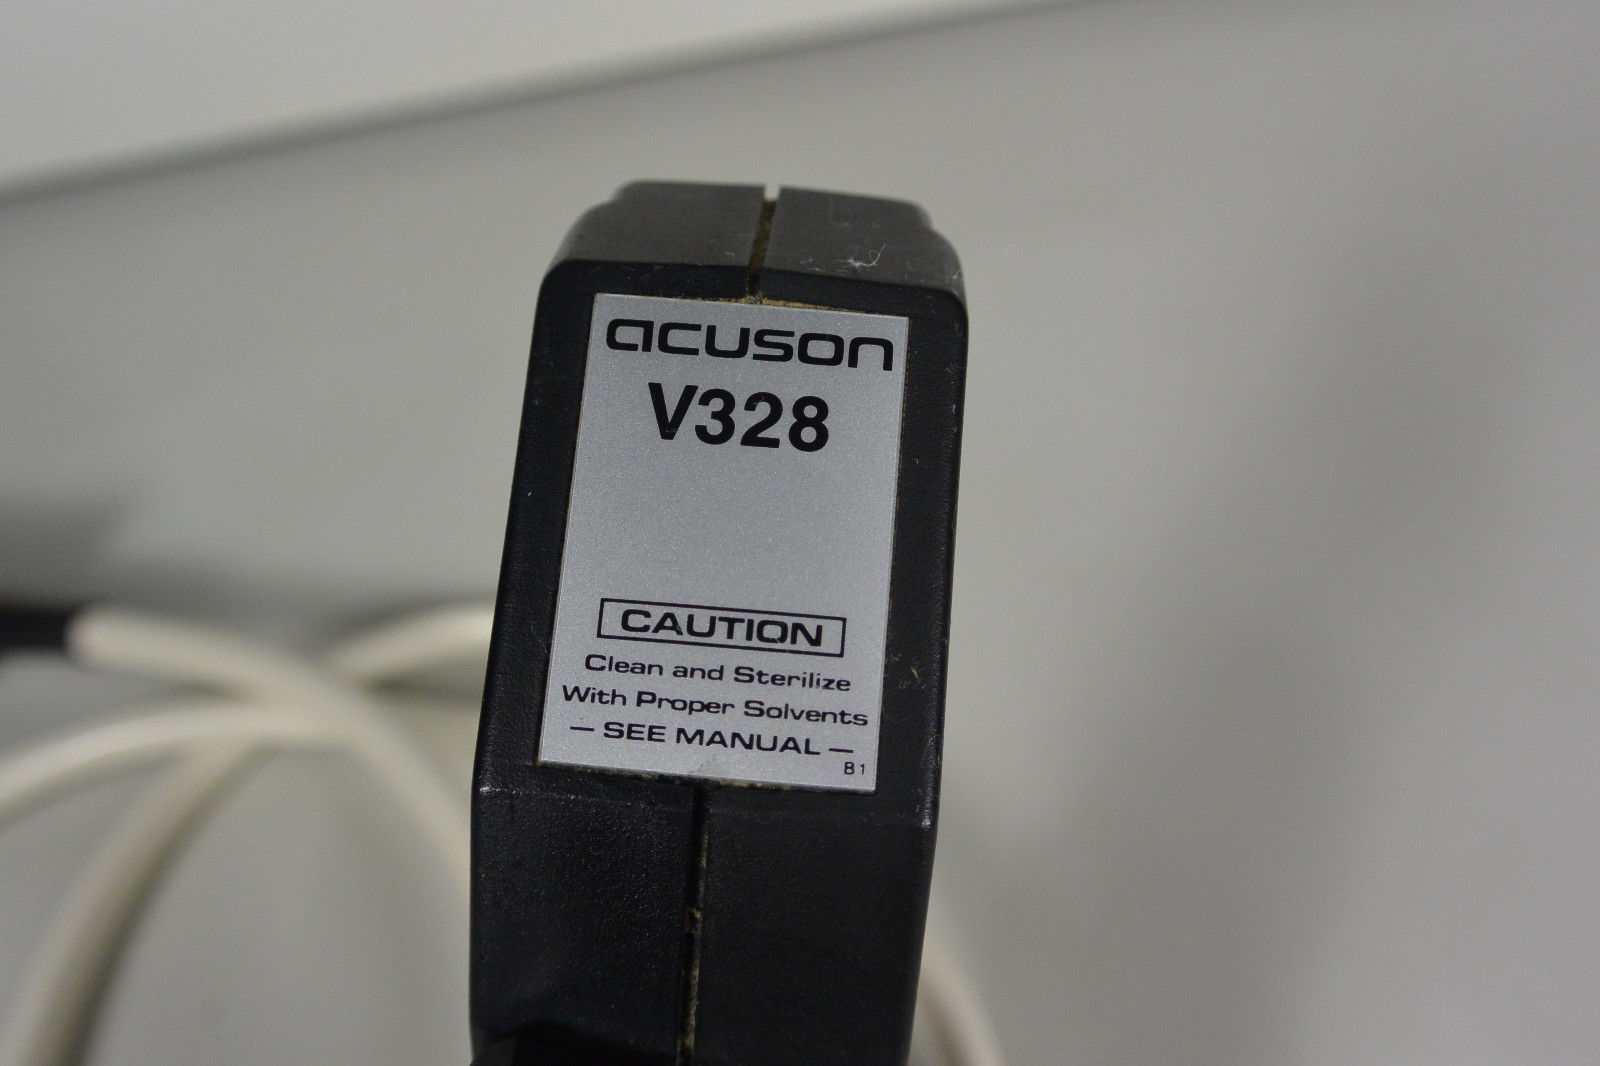 acuson
V328
CAUTION
Clean and Sterilize
With Proper Solvents
— SEE MANUAL —
B1